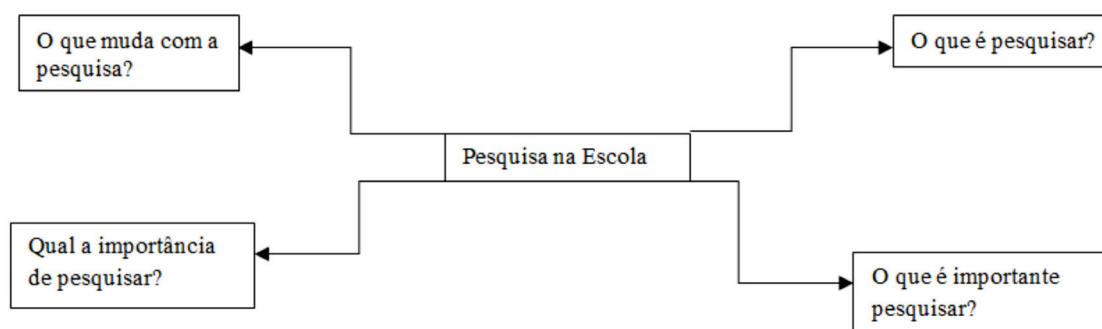 O que muda com a
pesquisa?
O que é pesquisar?
Pesquisa na Escola
Qual a importância
de pesquisar?
O que é importante
pesquisar?